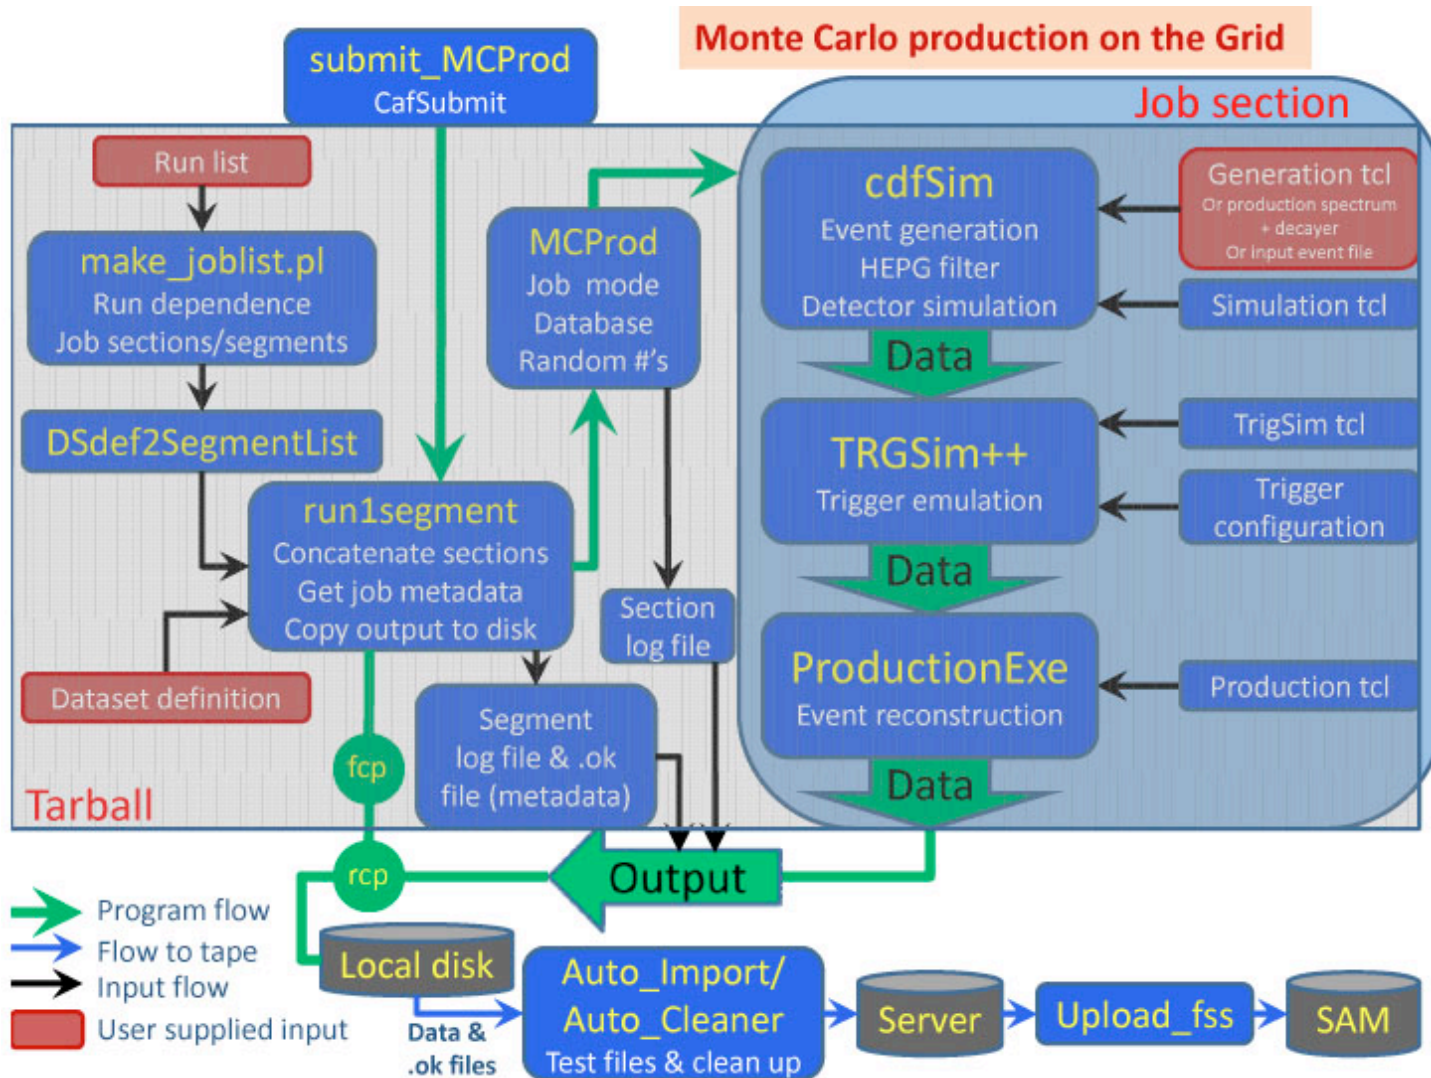 Monte Carlo production on the Grid
submit_MCProd
CafSubmit
Job section
Run list
make_joblist.pl
Run dependence
Job sections/segments
DSdef2SegmentList
run1segment
Concatenate sections
Get job metadata
Copy output to disk
Dataset definition
MCProd
Job mode
Database
Random #'s
Section
log file
Segment
log file & .ok
file (metadata)
fcp
rcp
Tarball
cdfSim
Event generation
HEPG filter
Detector simulation
Generation tcl
Or production spectrum
+ decayer
Or input event file
Simulation tcl
Data
TRGSim++
Trigger emulation
TrigSim tcl
Trigger
configuration
Data
ProductionExe
Event reconstruction
Production tcl
Data
Output
Program flow
Flow to tape
Input flow
User supplied input
Local disk
Data &
.ok files
Auto_Import/
Auto_Cleaner
Test files & clean up
Server
Upload_fss
SAM